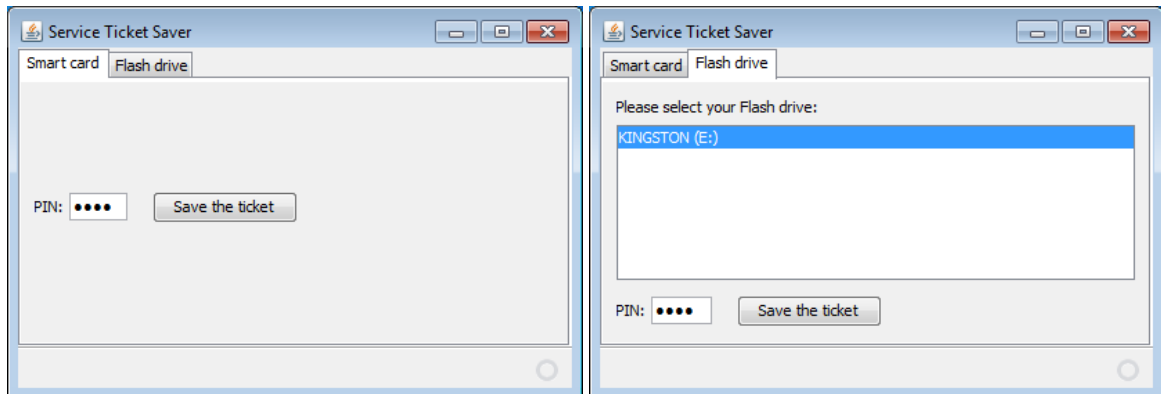 Service Ticket Saver
Smart card Flash drive
PIN: •••• Save the ticket
Service Ticket Saver
Smart card Flash drive
Please select your Flash drive:
KINGSTON (E:)
PIN: •••• Save the ticket